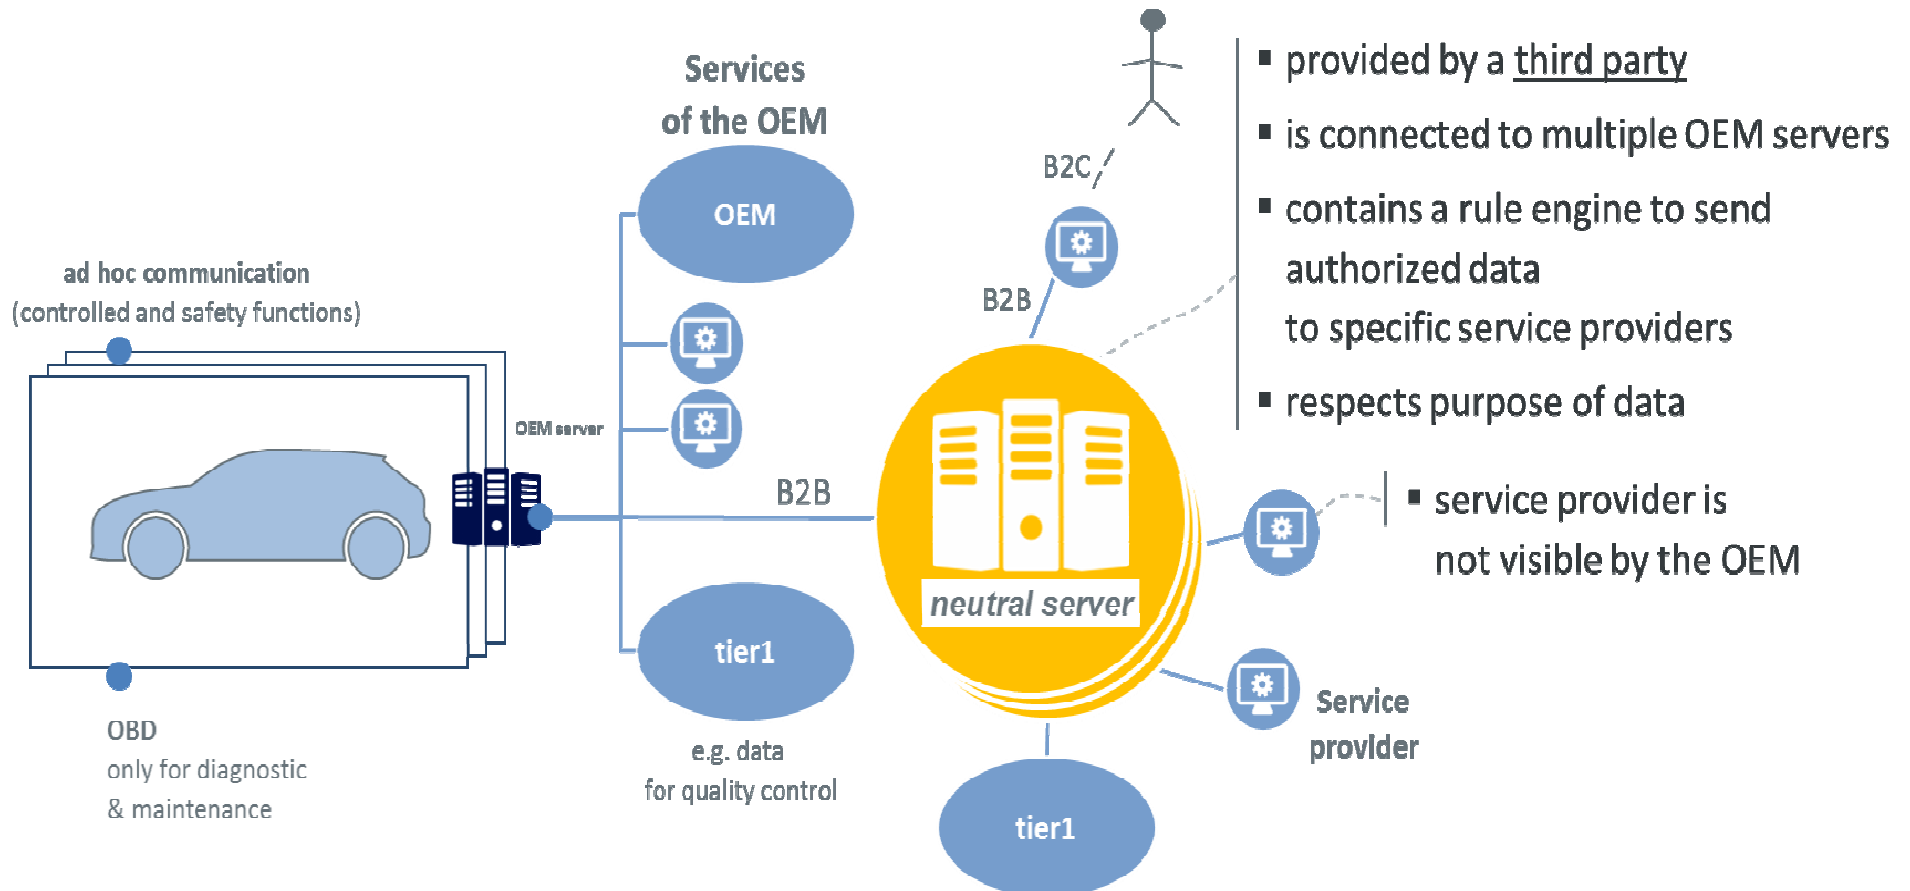 Services
of the OEM
OEM
ad hoc communication
(controlled and safety functions)
OEM server
OBD
only for diagnostic
& maintenance
B2B
tier1
e.g. data
for quality control
B2C
B2B
neutral server
tier1
▪ provided by a third party
▪ is connected to multiple OEM servers
▪ contains a rule engine to send
authorized data
to specific service providers
▪ respects purpose of data
▪ service provider is
not visible by the OEM
Service
provider